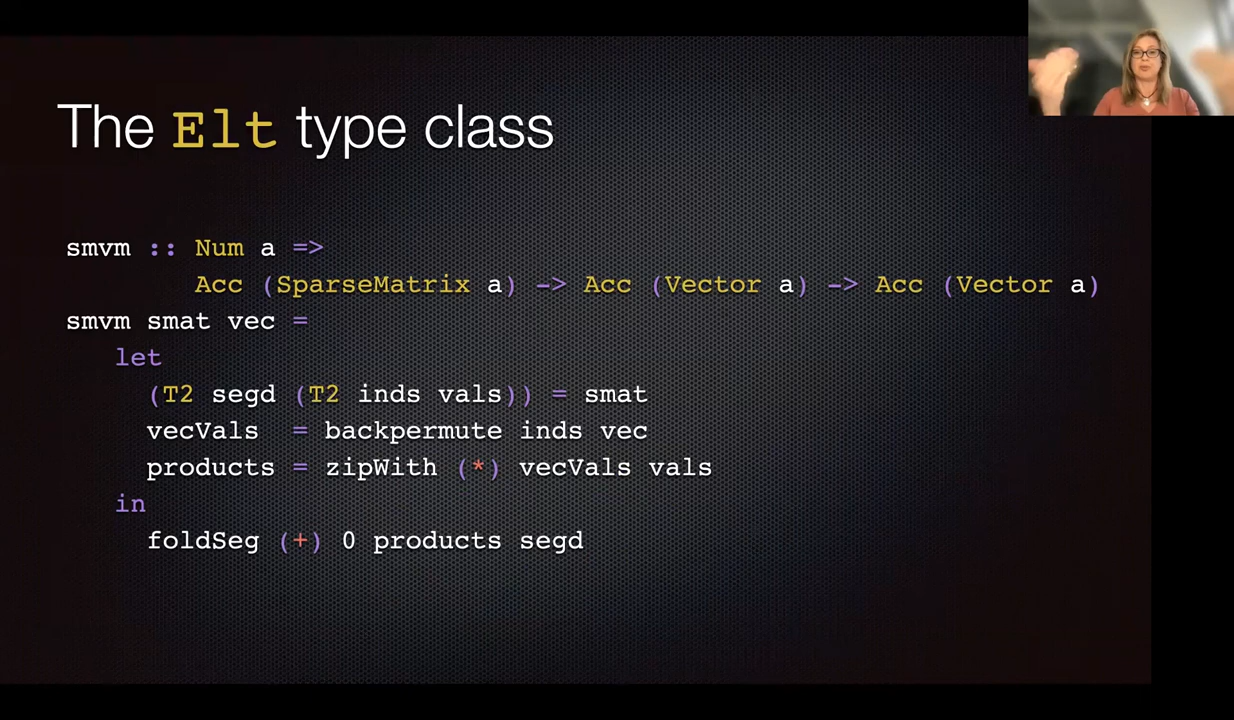 The Elt type class
smvm :: Num a =>
Acc (SparseMatrix a) -> Acc (Vector a) -> Acc (Vector a)
smvm smat vec =
let
(T2 segd (T2 inds vals)) = smat
vecVals = backpermute inds vec
products = zipWith (*) vecVals vals
in
foldSeg (+) 0 products segd